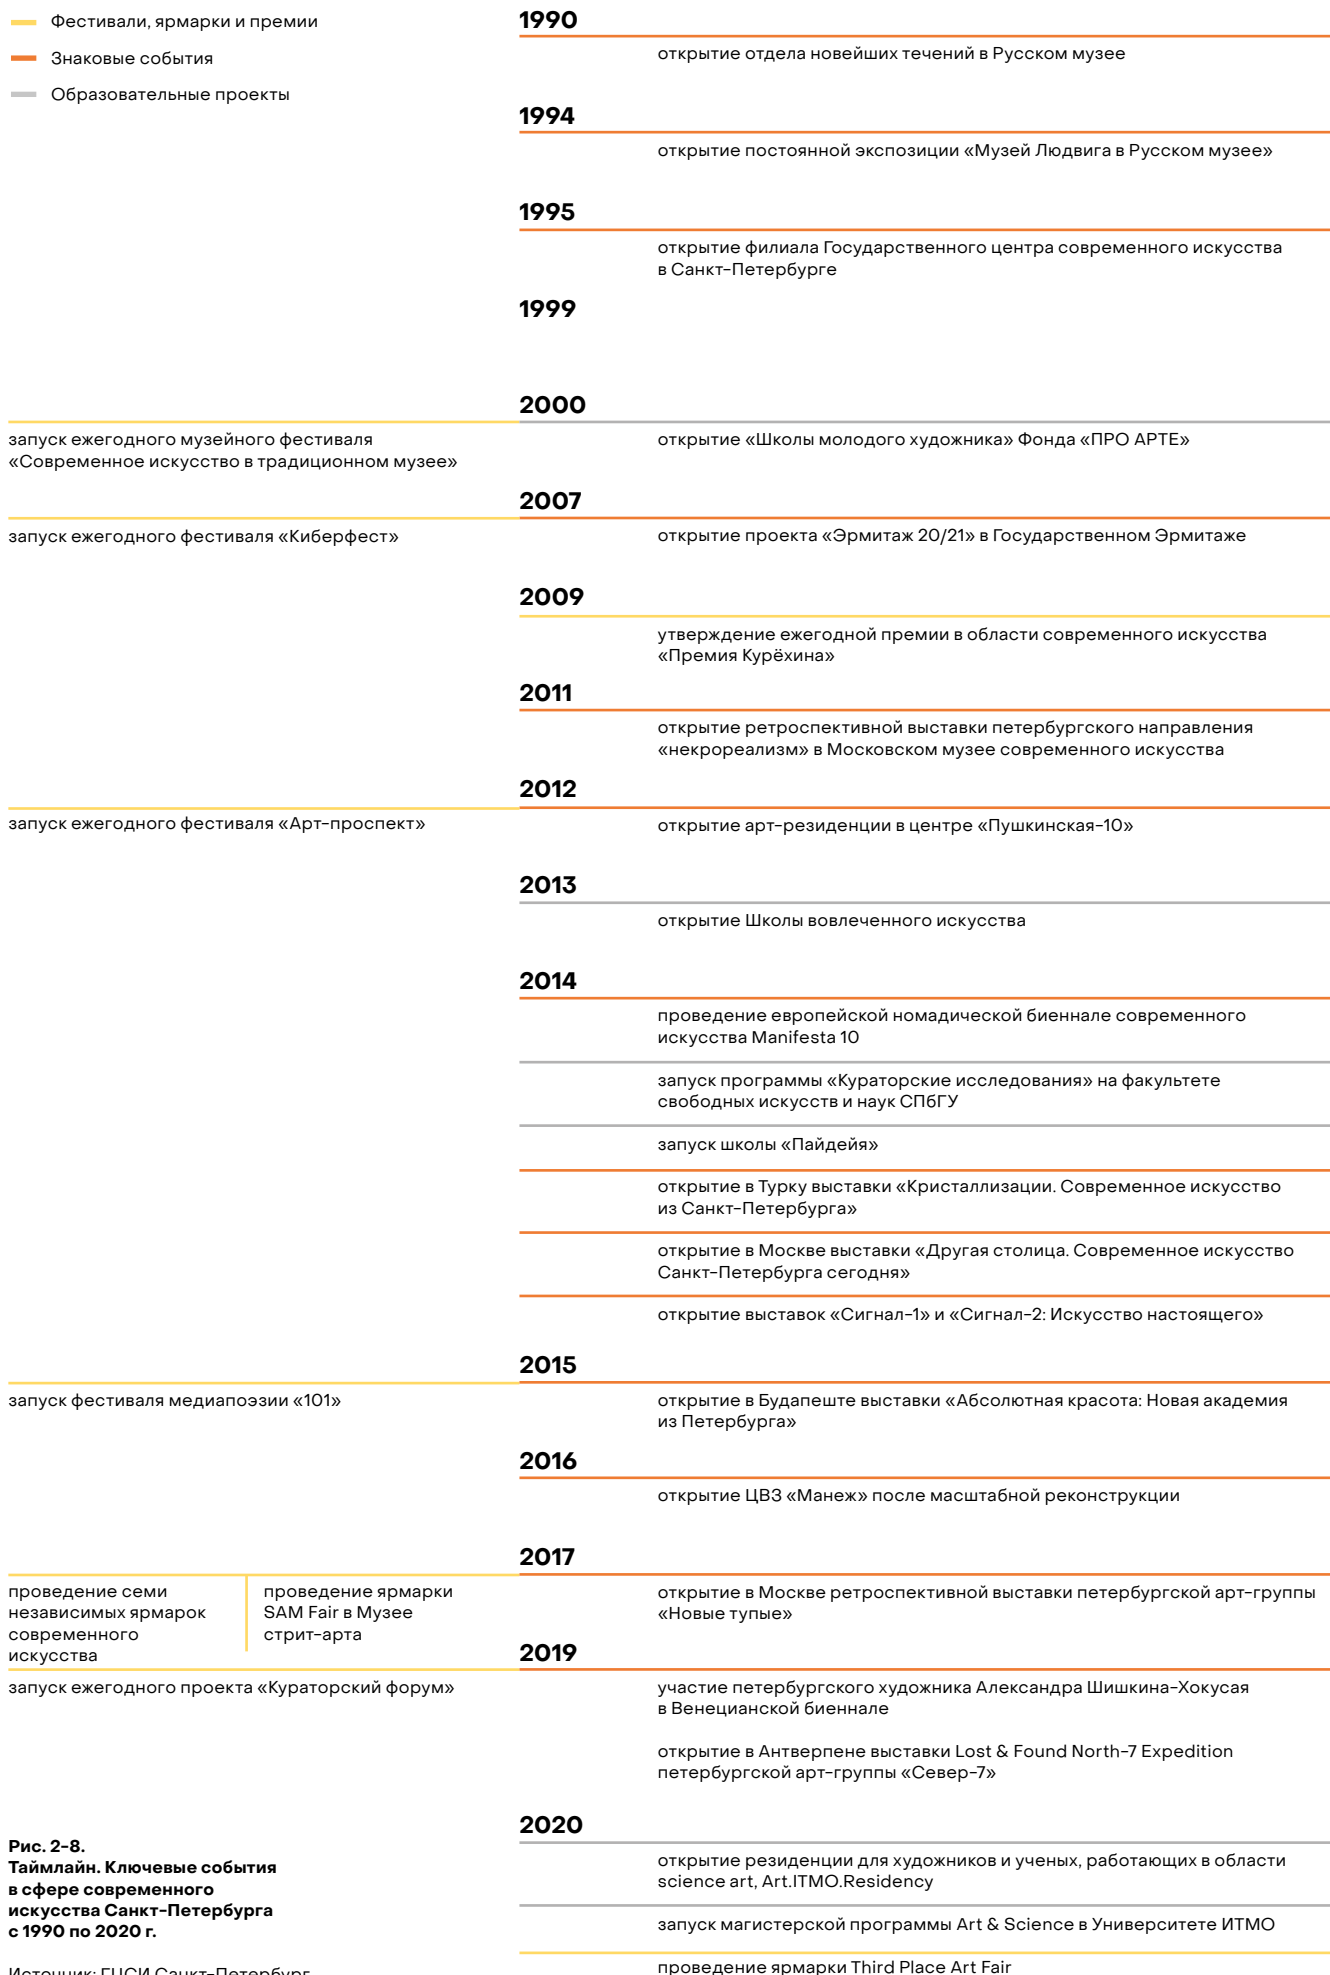 Фестивали, ярмарки и премии
Знаковые события
Образовательные проекты
1990
открытие отдела новейших течений в Русском музее
1994
открытие постоянной экспозиции «Музей Людвига в Русском музее»
1995
открытие филиала Государственного центра современного искусства
в Санкт-Петербурге
1999
2000
запуск ежегодного музейного фестиваля
«Современное искусство в традиционном музее»
открытие «Школы молодого художника» Фонда «ПРО АРТЕ»
2007
запуск ежегодного фестиваля «Киберфест»
открытие проекта «Эрмитаж 20/21» в Государственном Эрмитаже
2009
утверждение ежегодной премии в области современного искусства
«Премия Курёхина»
2011
открытие ретроспективной выставки петербургского направления
«некрореализм» в Московском музее современного искусства
2012
запуск ежегодного фестиваля «Арт-проспект»
открытие арт-резиденции в центре «Пушкинская-10»
2013
открытие Школы вовлеченного искусства
2014
проведение европейской номадической биеннале современного
искусства Manifesta 10
запуск программы «Кураторские исследования» на факультете
свободных искусств и наук СПбГУ
запуск школы «Пайдейя»
открытие в Турку выставки «Кристаллизации. Современное искусство
из Санкт-Петербурга»
открытие в Москве выставки «Другая столица. Современное искусство
Санкт-Петербурга сегодня»
открытие выставок «Сигнал-1» и «Сигнал-2: Искусство настоящего»
2015
запуск фестиваля медиапоэзии «101»
открытие в Будапеште выставки «Абсолютная красота: Новая академия
из Петербурга»
2016
открытие ЦВЗ «Манеж» после масштабной реконструкции
2017
проведение семи
независимых ярмарок
современного
искусства
проведение ярмарки
SAM Fair в Музее
стрит-арта
открытие в Москве ретроспективной выставки петербургской арт-группы
«Новые тупые»
2019
запуск ежегодного проекта «Кураторский форум»
участие петербургского художника Александра Шишкина-Хокусая
в Венецианской биеннале
открытие в Антверпене выставки Lost & Found North-7 Expedition
петербургской арт-группы «Север-7»
2020
открытие резиденции для художников и ученых, работающих в области
science art, Art.ITMO.Residency
запуск магистерской программы Art & Science в Университете ИТМО
проведение ярмарки Third Place Art Fair
Рис. 2-8.
Таймлайн. Ключевые события
в сфере современного
искусства Санкт-Петербурга
с 1990 по 2020 г.
Источник: ГЦСИ Санкт-Петербург